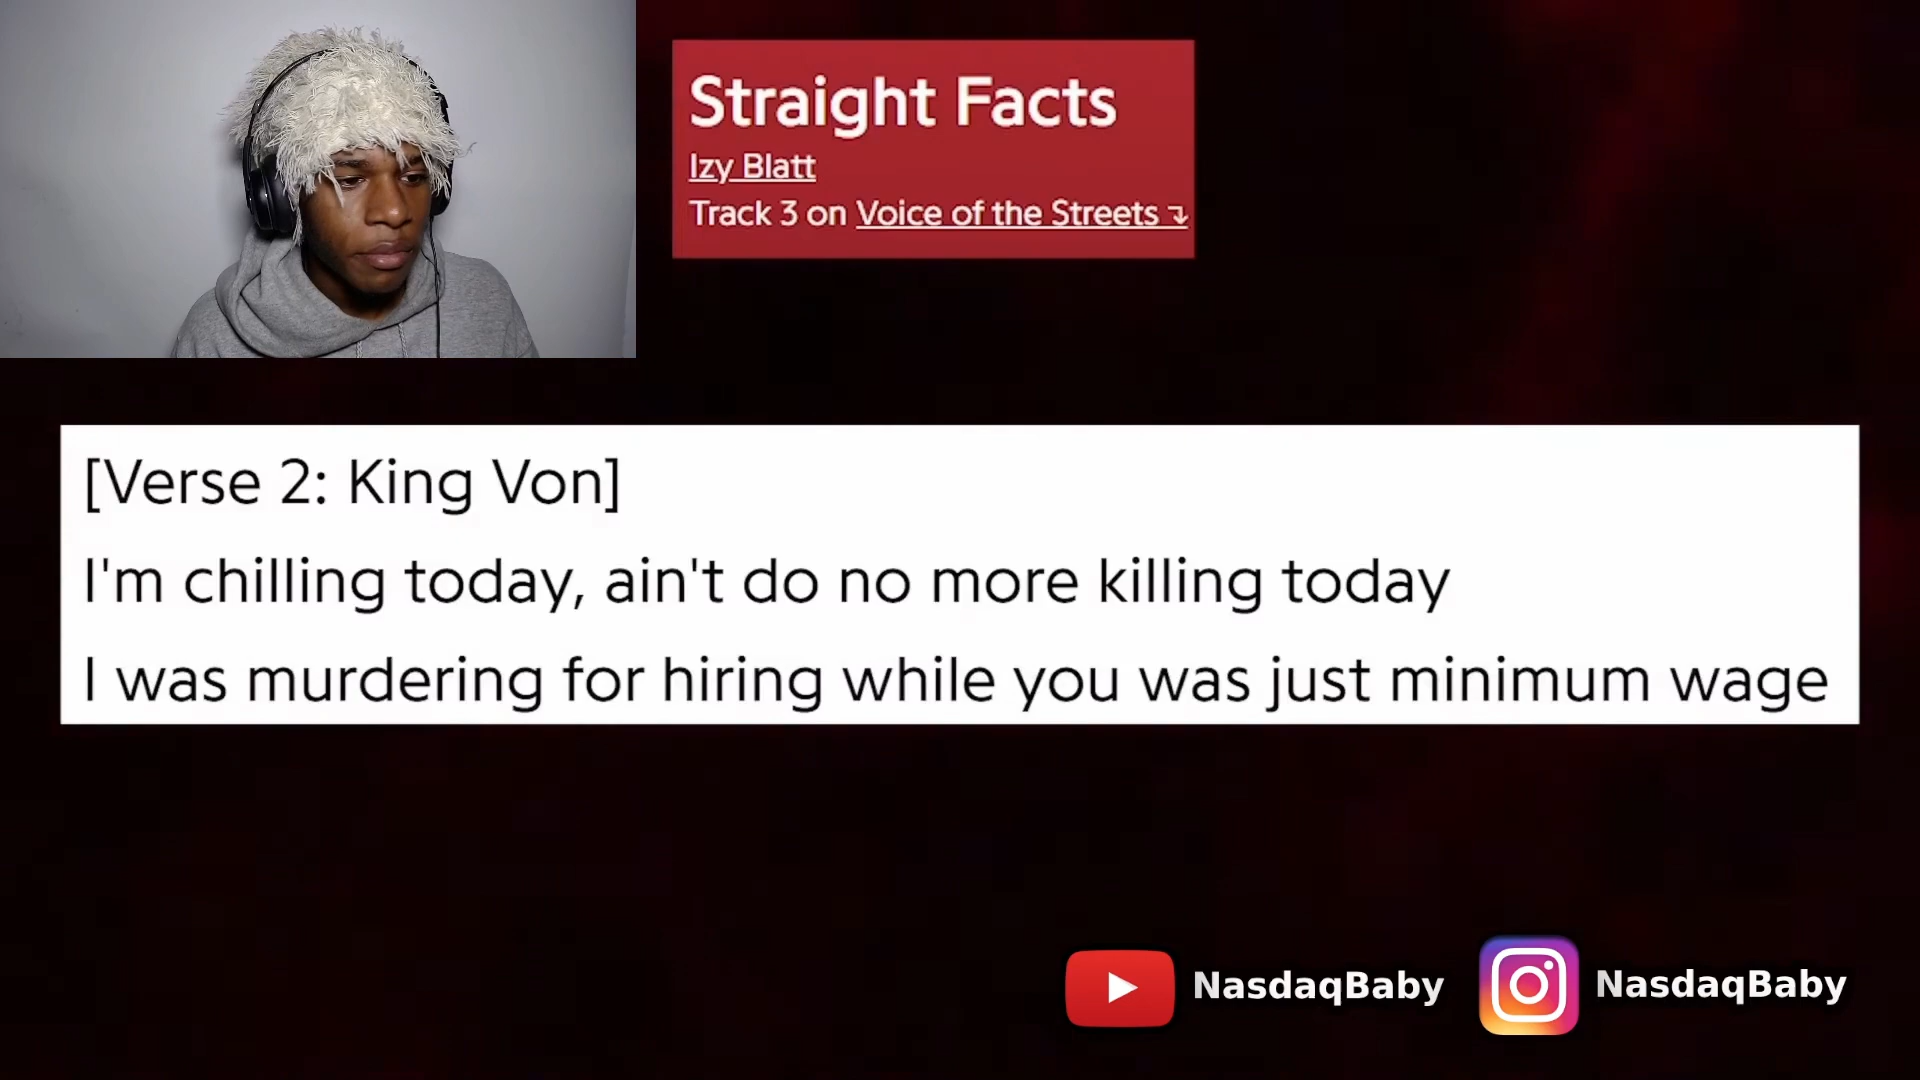 Straight Facts
Izy Blatt
Track 3 on Voice of the Streets
[Verse 2: King Von]
I'm chilling today, ain't do no more killing today
I was murdering for hiring while you was just minimum wage
NasdaqBaby NasdaqBaby